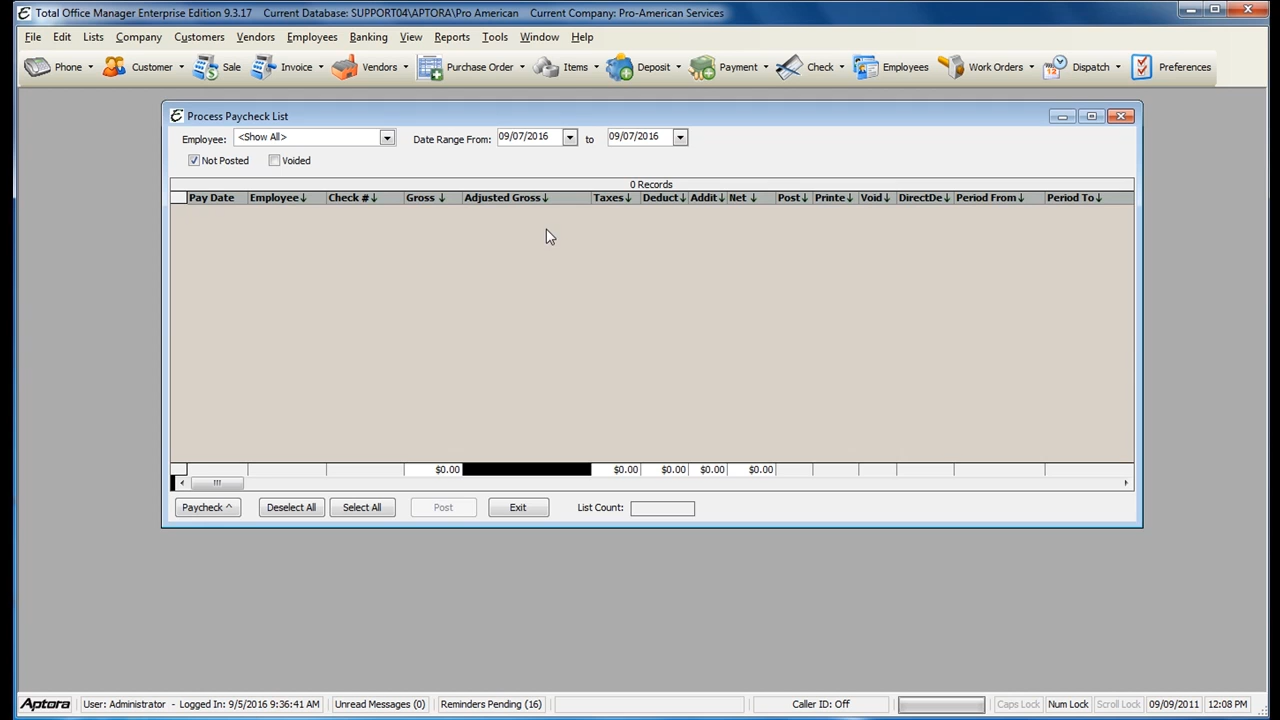 Total Office Manager Enterprise Edition 9.3.17 Current Database: SUPPORT04\APTORA\Pro American Current Company: Pro-American Services
File Edit Lists Company Customers Vendors Employees Banking View Reports Tools Window Help
Phone Customer Sale Invoice Vendors Purchase Order Items Deposit Payment Check Employees Work Orders Dispatch Preferences
Process Paycheck List
Employee: <Show All> Date Range From: 09/07/2016 to 09/07/2016
Not Posted Voided
0 Records
Pay Date Employee Check # Gross Adjusted Gross Taxes Deduct Addit Net Post Printe Void DirectDe Period From Period To
$0.00 $0.00 $0.00 $0.00 $0.00
Paycheck ^ Deselect All Select All Post Exit List Count:
Aptora User: Administrator - Logged In: 9/5/2016 9:36:41 AM Unread Messages (0) Reminders Pending (16) Caller ID: Off Caps Lock Num Lock Scroll Lock 09/09/2011 12:08 PM